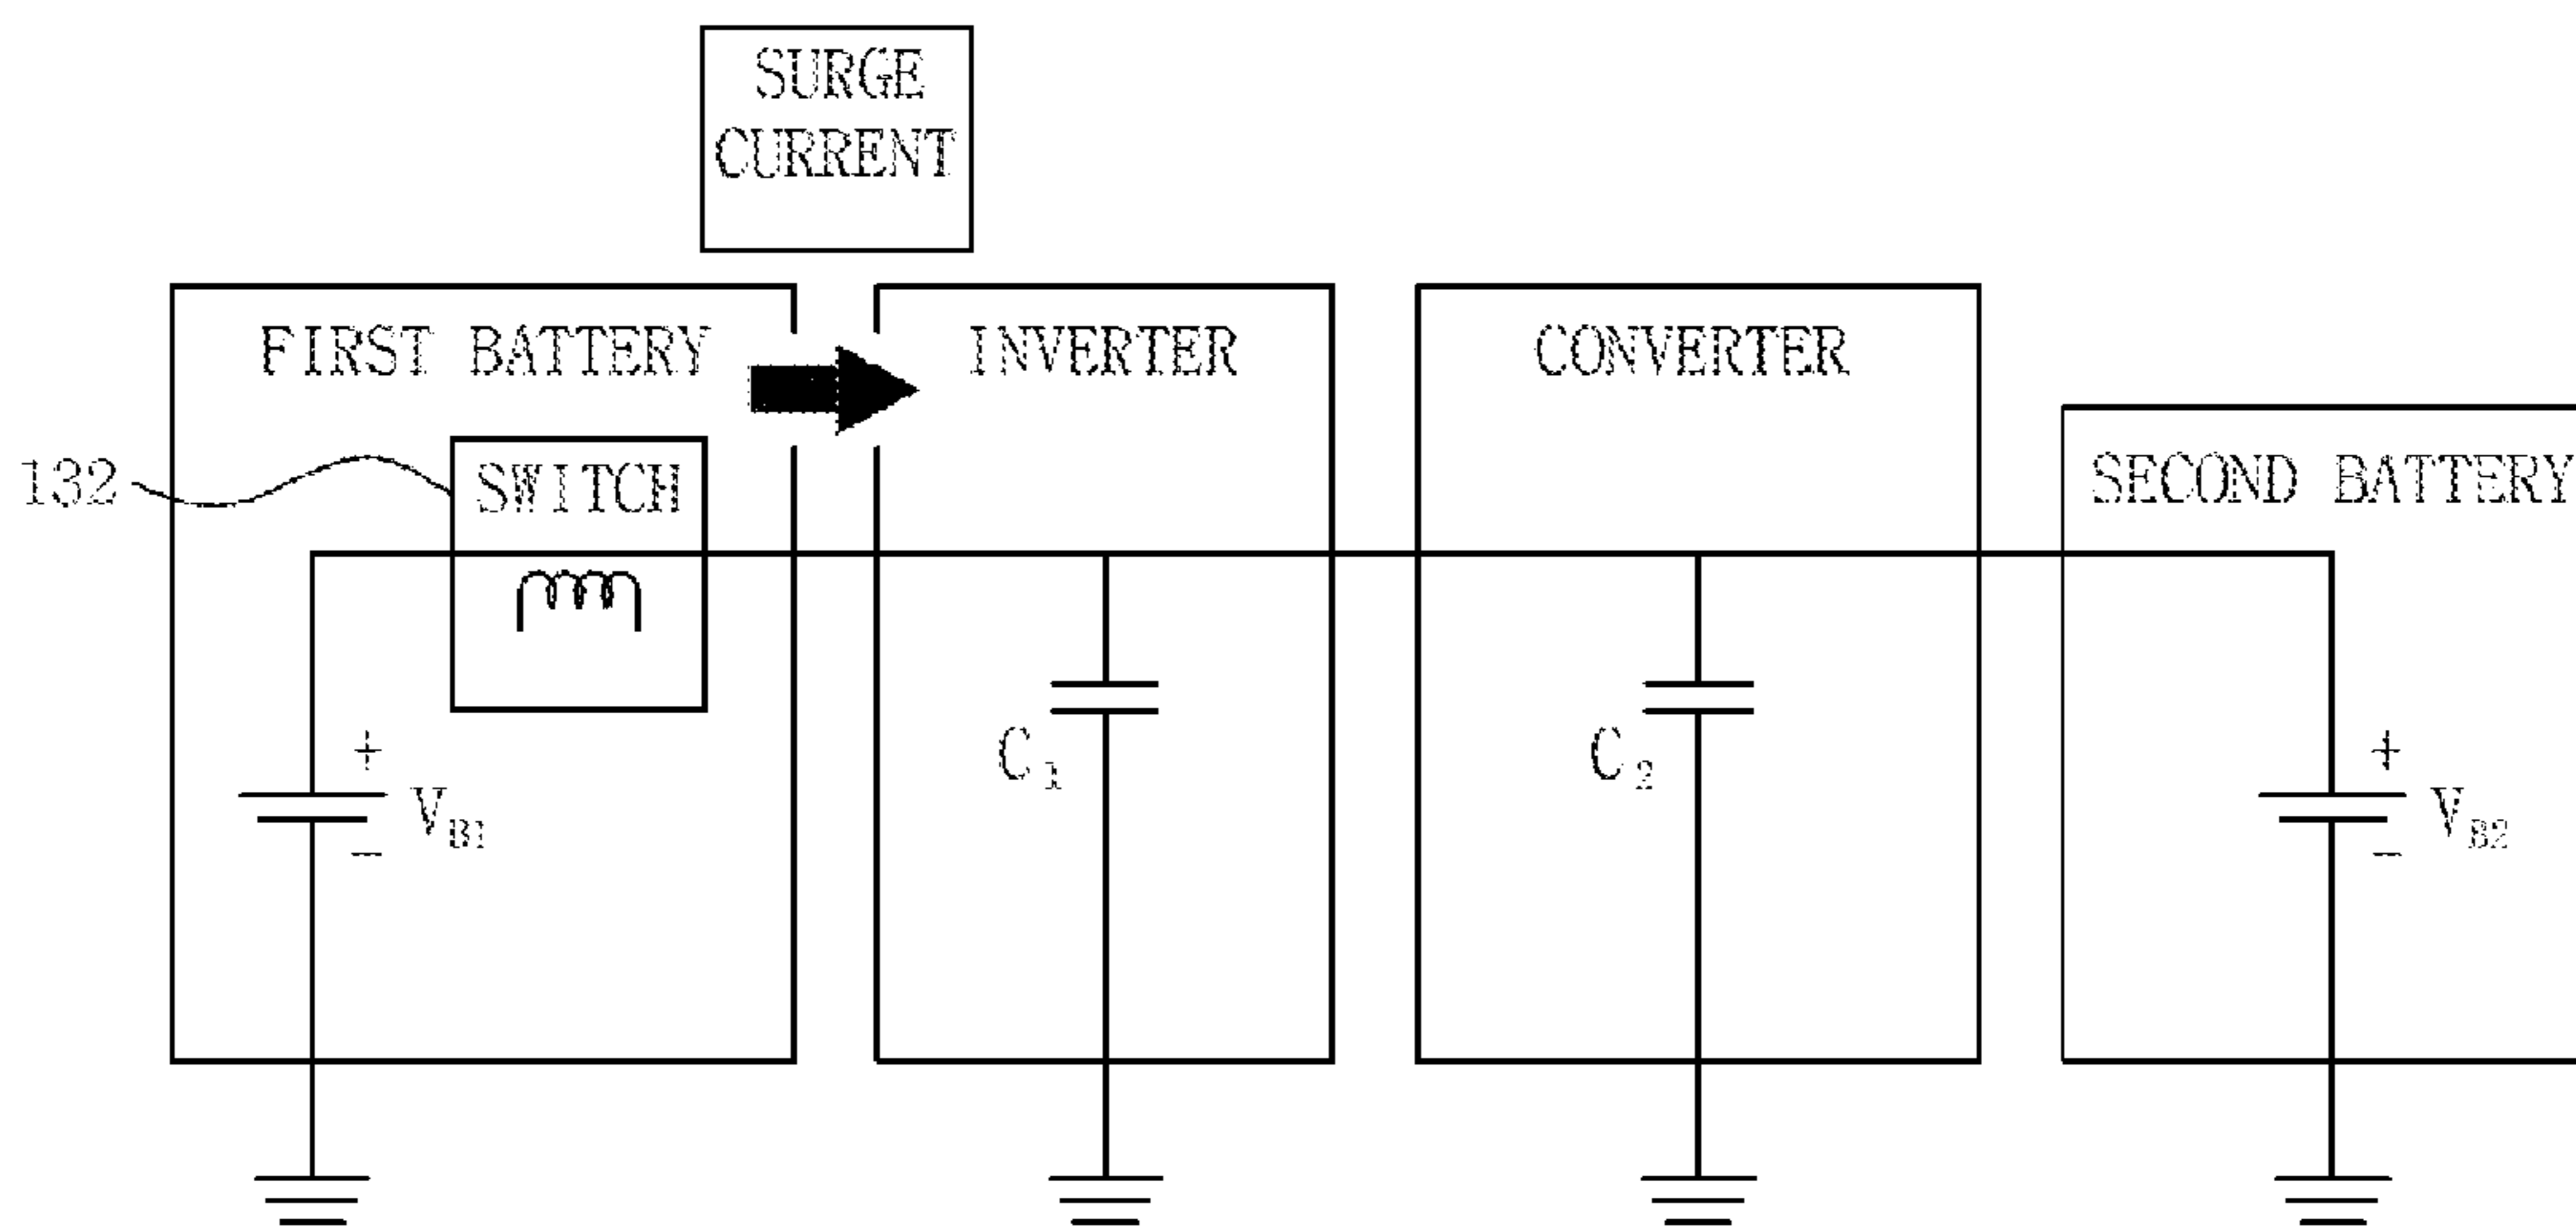 SURGE
CURRENT
FIRST BATTERY
INVERTER
CONVERTER
132
SWITCH
SECOND BATTERY
+
V_B1
−
C_1
C_2
+
V_B2
−